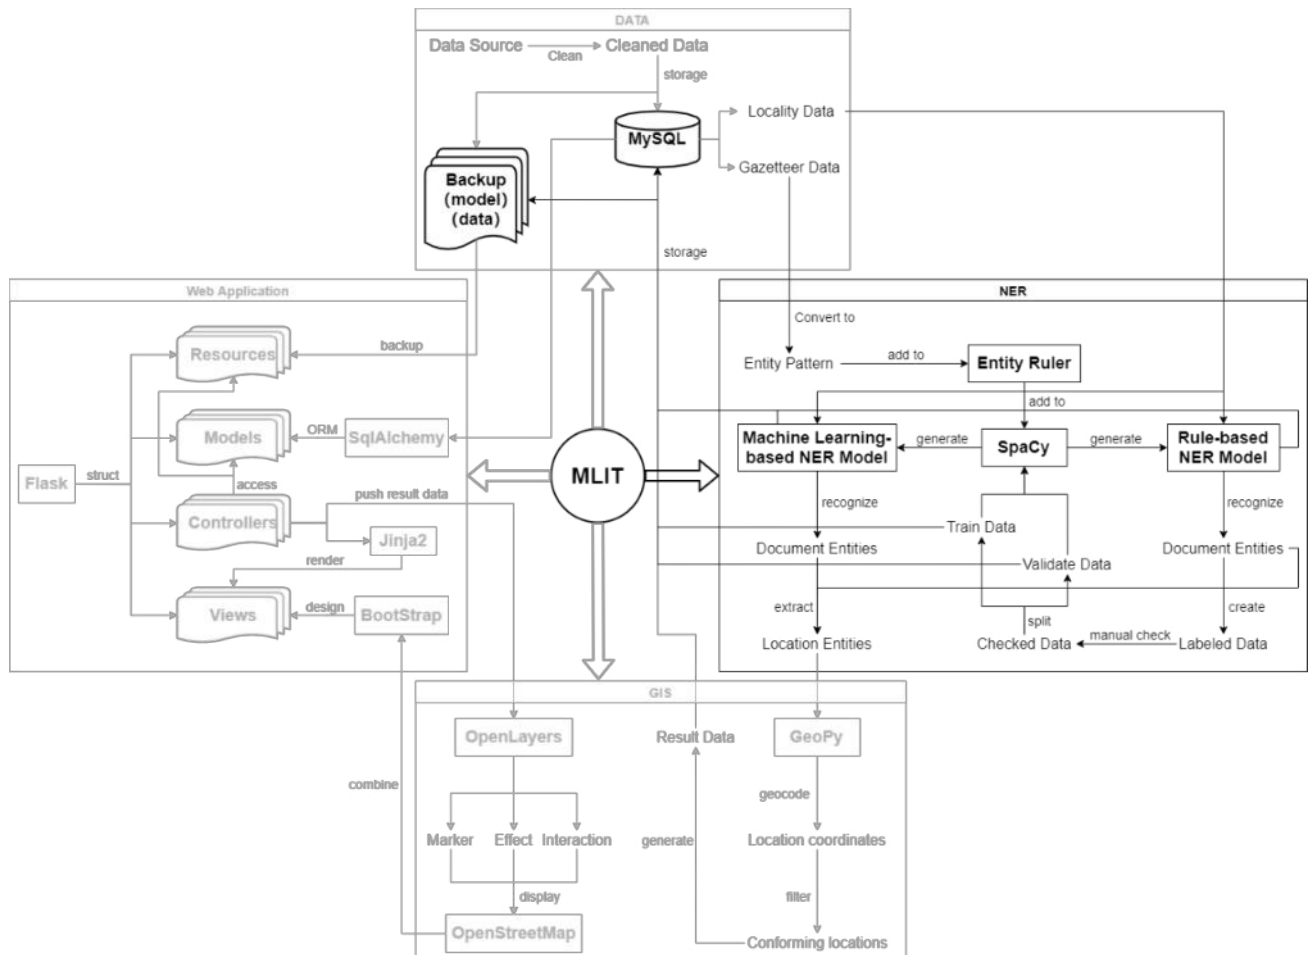 DATA
Data Source
Clean
Cleaned Data
storage
MySQL
Locality Data
Gazetteer Data
Backup
(model)
(data)
storage
Web Application
Resources
backup
Models
ORM
SqlAlchemy
Flask
struct
access
Controllers
push result data
Jinja2
render
Views
design
BootStrap
MLIT
NER
Convert to
Entity Pattern
add to
Entity Ruler
add to
Machine Learning-
based NER Model
generate
SpaCy
generate
Rule-based
NER Model
recognize
recognize
Train Data
Document Entities
Document Entities
Validate Data
extract
split
create
Location Entities
Checked Data
manual check
Labeled Data
GIS
OpenLayers
Result Data
GeoPy
combine
geocode
Marker
Effect
Interaction
generate
Location coordinates
display
filter
OpenStreetMap
Conforming locations